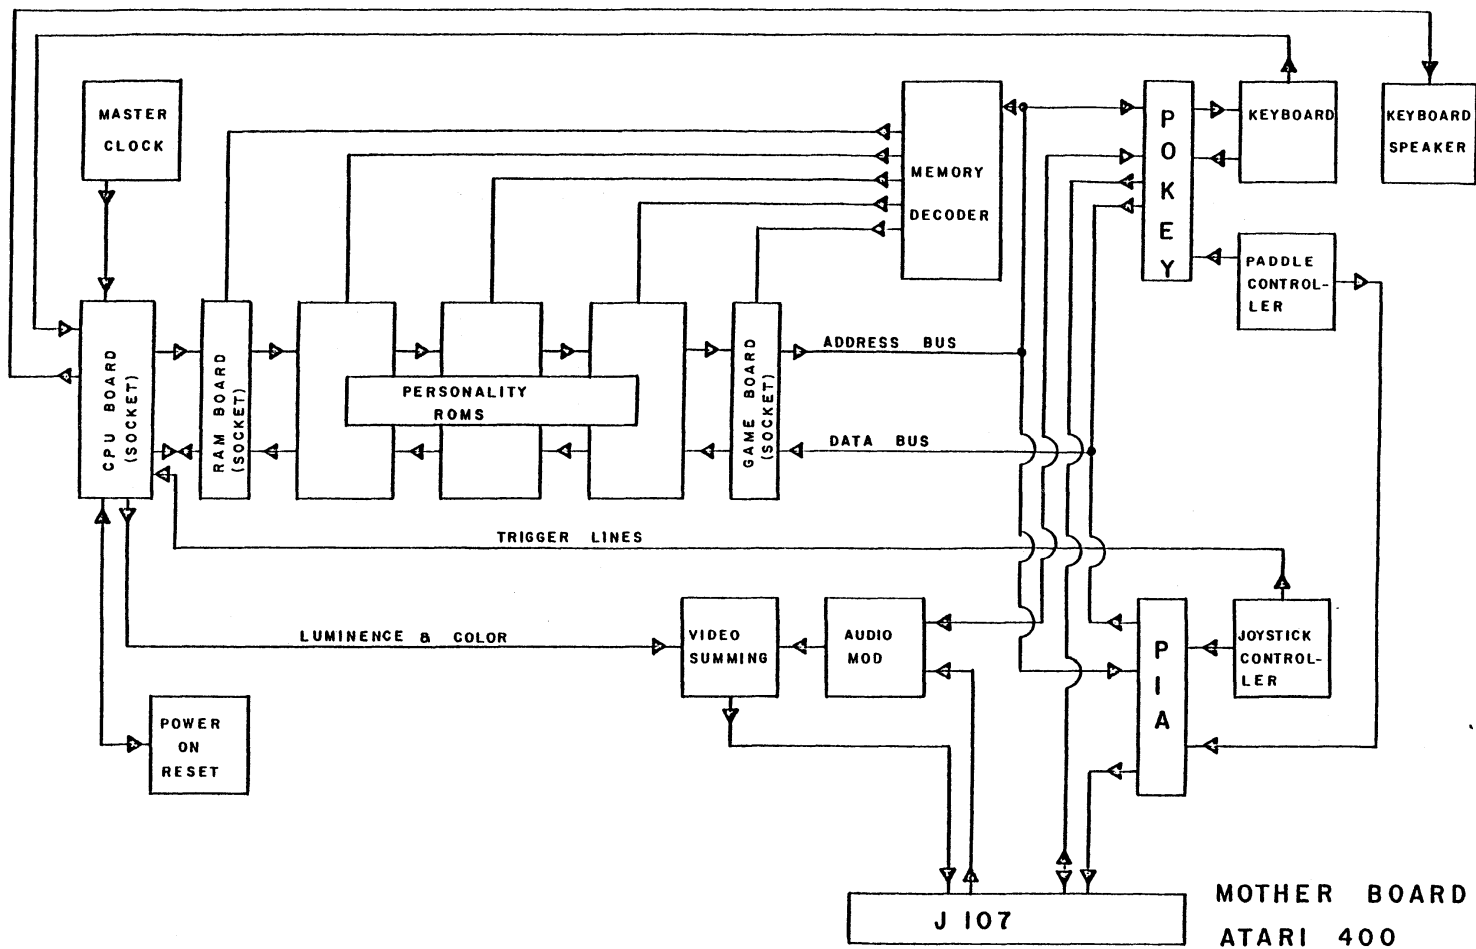 MASTER
CLOCK
MEMORY
DECODER
POKEY
KEYBOARD
KEYBOARD
SPEAKER
PADDLE
CONTROL-
LER
CPU BOARD
(SOCKET)
RAM BOARD
(SOCKET)
PERSONALITY
ROMS
GAME BOARD
(SOCKET)
ADDRESS BUS
DATA BUS
TRIGGER LINES
LUMINENCE & COLOR
VIDEO
SUMMING
AUDIO
MOD
PIA
JOYSTICK
CONTROL-
LER
POWER
ON
RESET
J 107
MOTHER BOARD
ATARI 400